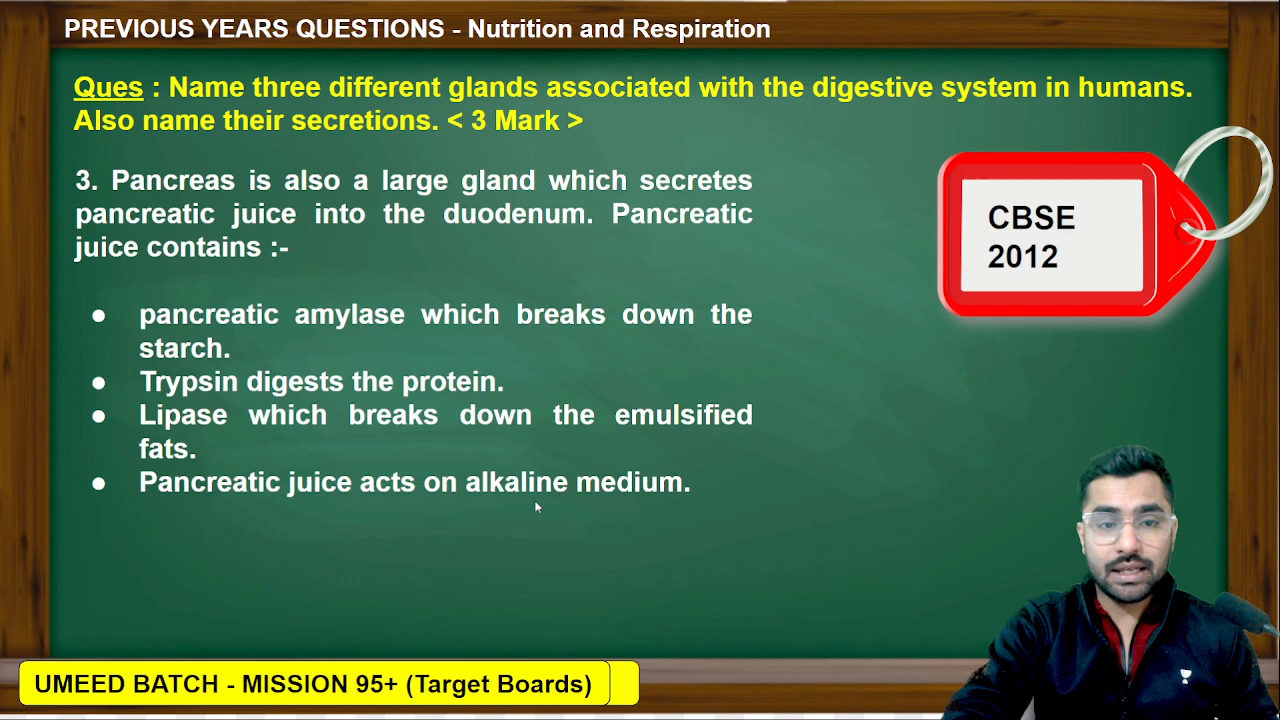 PREVIOUS YEARS QUESTIONS - Nutrition and Respiration
Ques : Name three different glands associated with the digestive system in humans.
Also name their secretions. < 3 Mark >
3. Pancreas is also a large gland which secretes
pancreatic juice into the duodenum. Pancreatic
juice contains :-
● pancreatic amylase which breaks down the
starch.
● Trypsin digests the protein.
● Lipase which breaks down the emulsified
fats.
● Pancreatic juice acts on alkaline medium.
CBSE
2012
UMEED BATCH - MISSION 95+ (Target Boards)